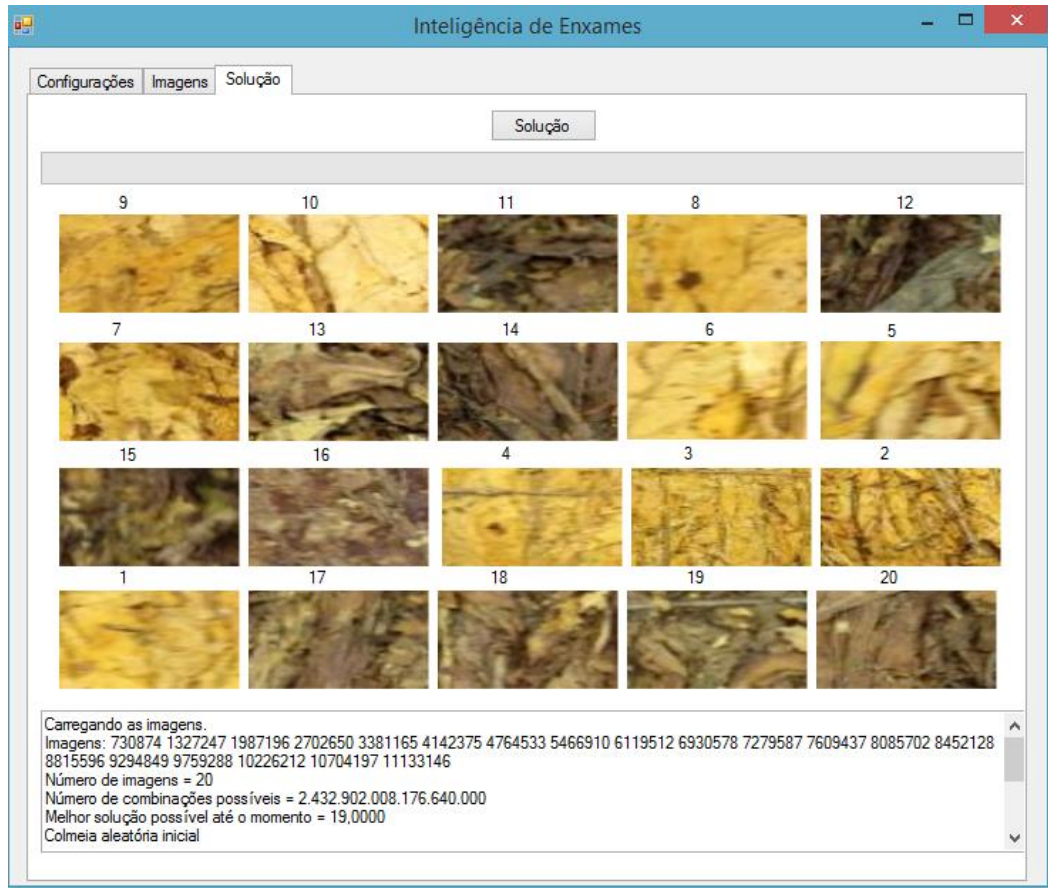 Inteligência de Enxames
Configurações Imagens Solução
Solução
9 10 11 8 12
7 13 14 6 5
15 16 4 3 2
1 17 18 19 20
Carregando as imagens.
Imagens: 730874 1327247 1987196 2702650 3381165 4142375 4764533 5466910 6119512 6930578 7279587 7609437 8085702 8452128
8815596 9294849 9759288 10226212 10704197 11133146
Número de imagens = 20
Número de combinações possíveis = 2.432.902.008.176.640.000
Melhor solução possível até o momento = 19,0000
Colmeia aleatória inicial